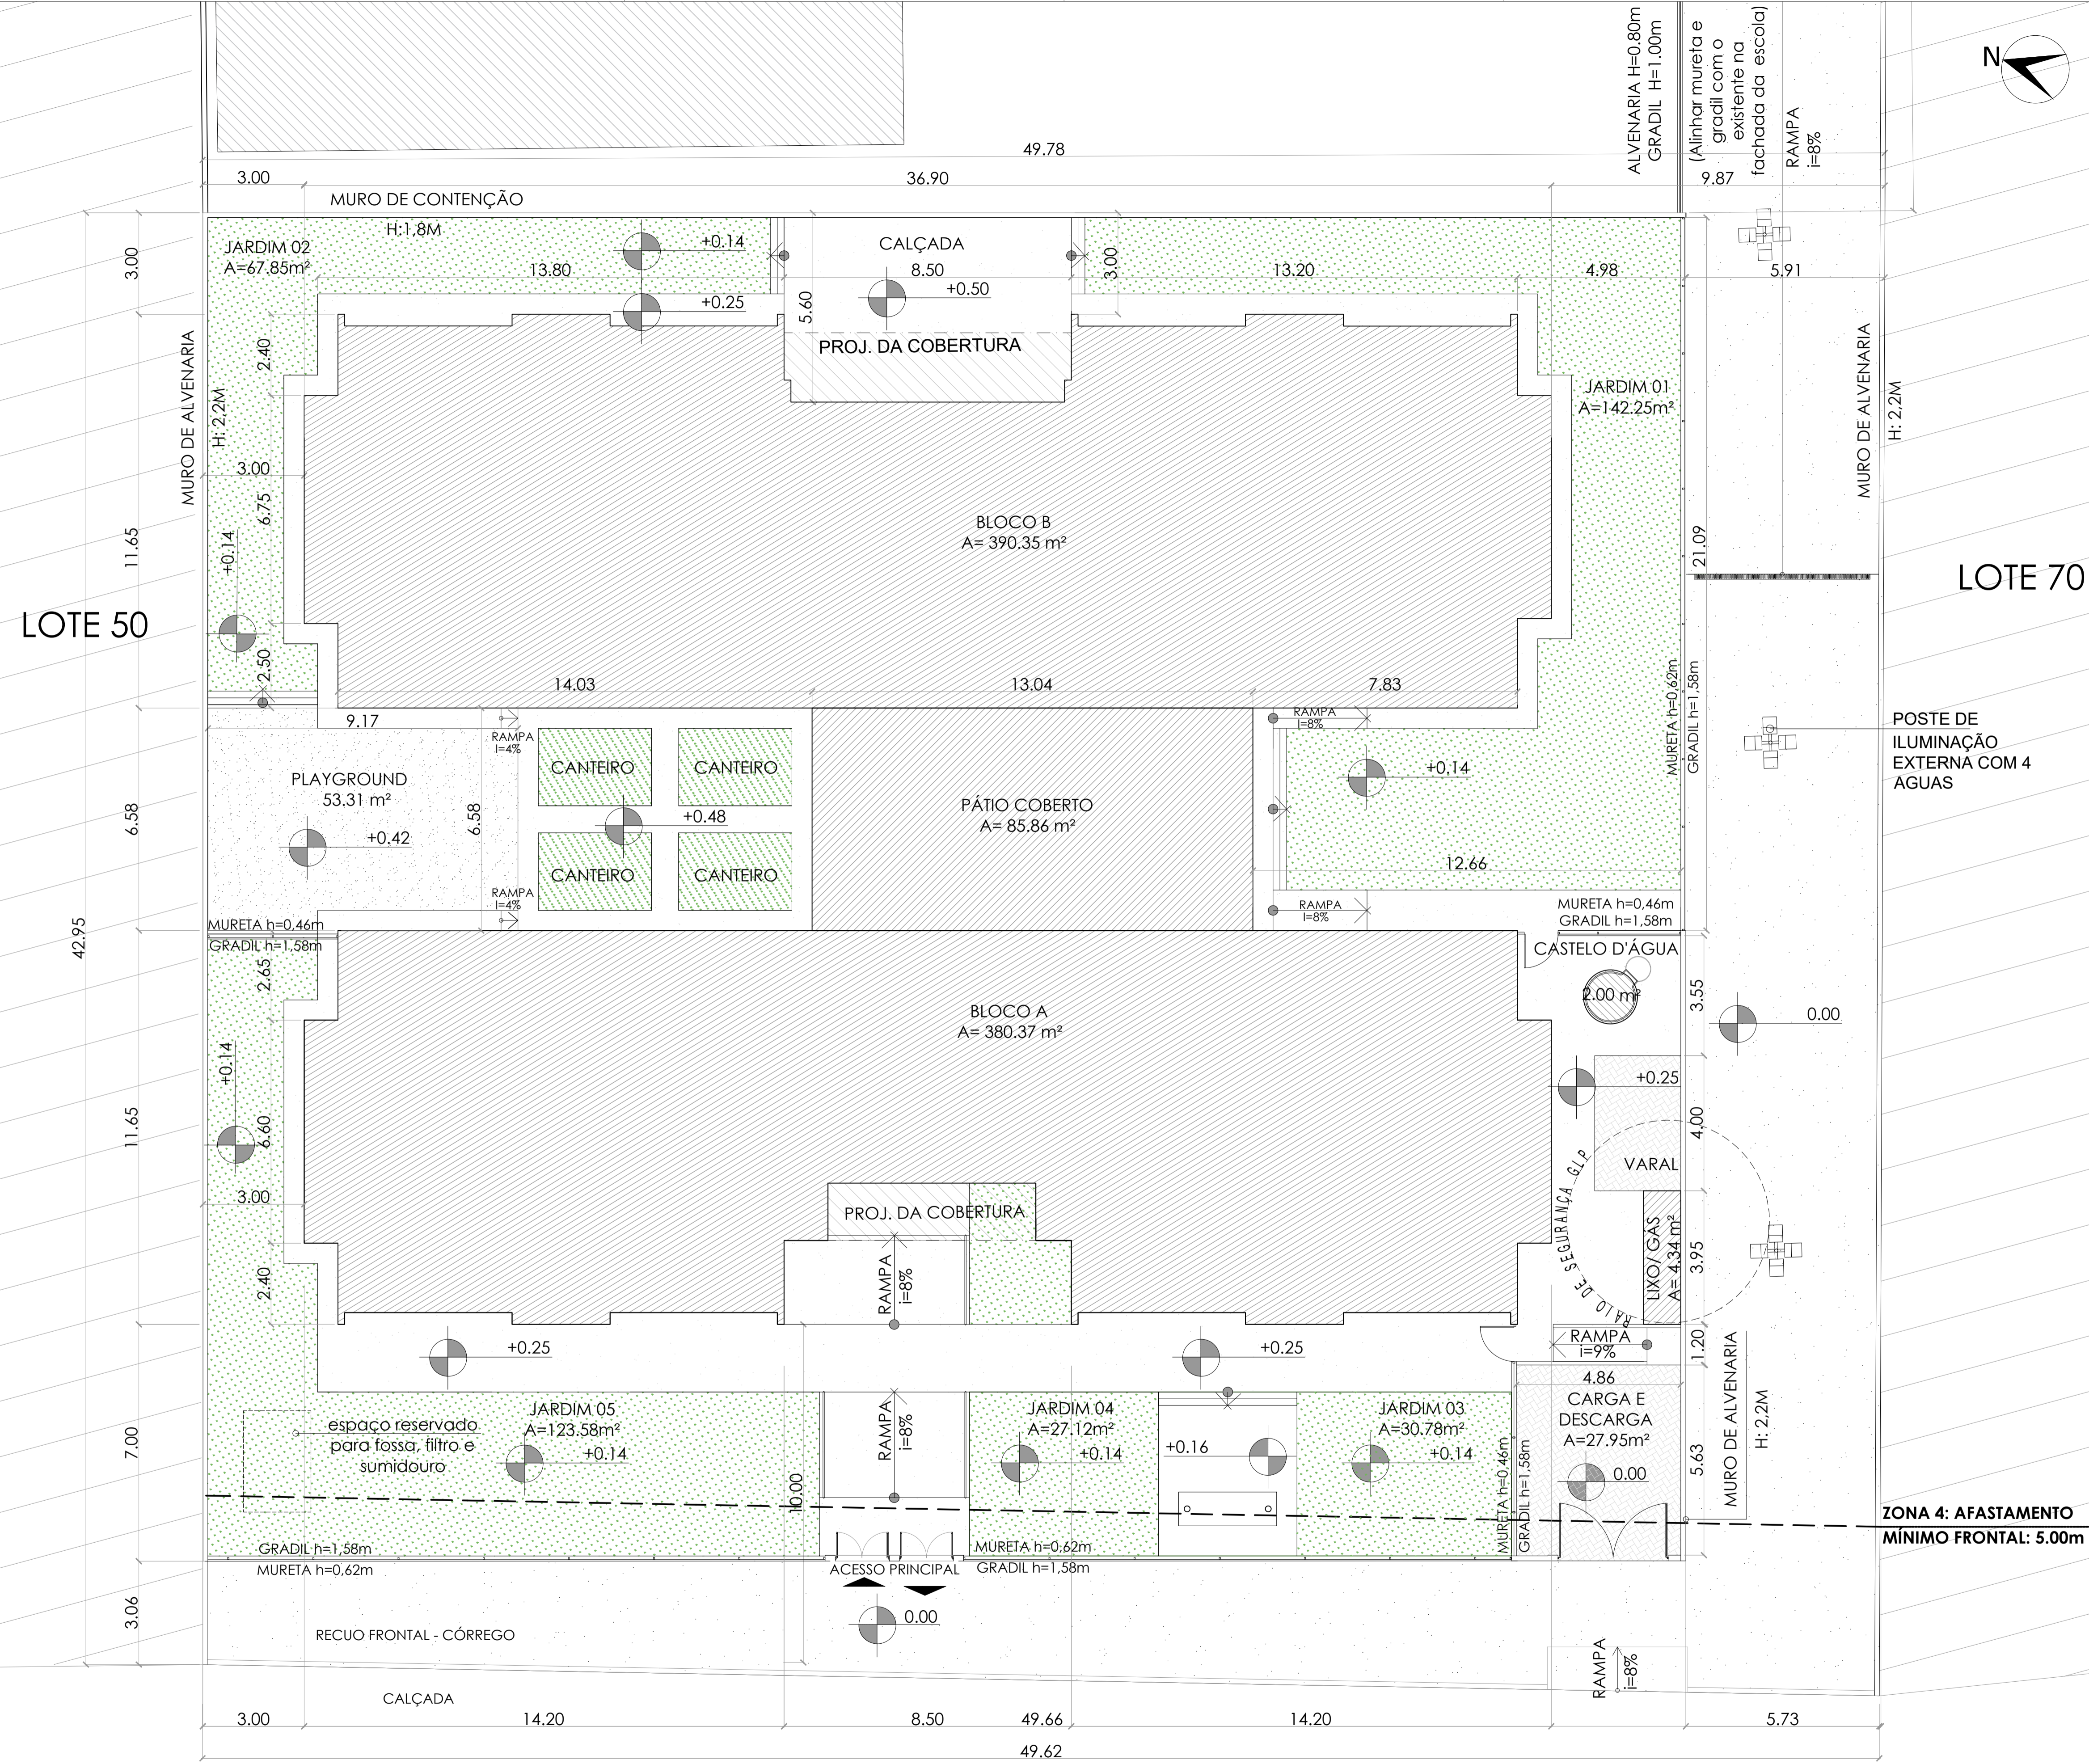 ALVENARIA H=0.80m
GRADIL H=1.00m
(Alinhar mureta e
gradil com o
existente na
fachada da escola)
RAMPA
i=8%
N
49.78
3.00
36.90
9.87
MURO DE CONTENÇÃO
H:1,8M
JARDIM 02
A=67.85m²
+0.14
CALÇADA
3.00
3.00
13.80
8.50
13.20
4.98
5.91
+0.25
+0.50
5.60
PROJ. DA COBERTURA
2.40
MURO DE ALVENARIA
H: 2,2M
JARDIM 01
A=142.25m²
MURO DE ALVENARIA
H: 2.2M
3.00
6.75
BLOCO B
A= 390.35 m²
11.65
+0.14
21.09
LOTE 50
LOTE 70
2.50
14.03
13.04
7.83
MURETA h=0,62m
GRADIL h=1,58m
9.17
RAMPA
I=4%
RAMPA
I=8%
POSTE DE
ILUMINAÇÃO
EXTERNA COM 4
AGUAS
PLAYGROUND
53.31 m²
CANTEIRO
CANTEIRO
+0.14
6.58
6.58
+0.42
+0.48
PÁTIO COBERTO
A= 85.86 m²
CANTEIRO
CANTEIRO
12.66
RAMPA
I=4%
RAMPA
I=8%
MURETA h=0,46m
GRADIL h=1,58m
MURETA h=0,46m
GRADIL h=1,58m
42.95
CASTELO D'ÁGUA
2.65
2.00 m²
3.55
BLOCO A
A= 380.37 m²
0.00
+0.14
+0.25
11.65
6.60
4.00
VARAL
RAIO DE SEGURANÇA GLP
3.00
PROJ. DA COBERTURA
LIXO/ GÁS
A= 4.34 m²
3.95
2.40
RAMPA
i=8%
+0.25
+0.25
RAMPA
i=9%
1.20
4.86
MURO DE ALVENARIA
H: 2,2M
7.00
espaço reservado
para fossa, filtro e
sumidouro
JARDIM 05
A=123.58m²
+0.14
RAMPA
i=8%
JARDIM 04
A=27.12m²
+0.14
+0.16
JARDIM 03
A=30.78m²
+0.14
CARGA E
DESCARGA
A=27.95m²
0.00
5.63
10.00
MURETA h=0,46m
GRADIL h=1,58m
ZONA 4: AFASTAMENTO
MÍNIMO FRONTAL: 5.00m
GRADIL h=1,58m
MURETA h=0,62m
MURETA h=0,62m
GRADIL h=1,58m
ACESSO PRINCIPAL
0.00
3.06
RECUO FRONTAL - CÓRREGO
RAMPA
i=8%
CALÇADA
3.00
14.20
8.50
49.66
14.20
5.73
49.62